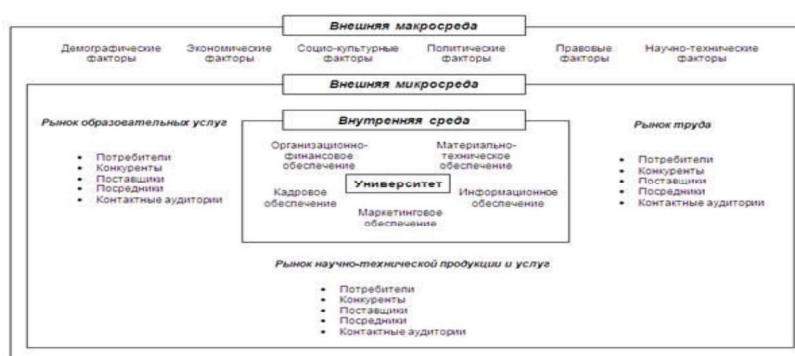 Внешняя макросреда
Демографические факторы
Экономические факторы
Социо-культурные факторы
Политические факторы
Правовые факторы
Научно-технические факторы
Внешняя микросреда
Рынок образовательных услуг
• Потребители
• Конкуренты
• Поставщики
• Посредники
• Контактные аудитории
Внутренняя среда
Организационно-
финансовое
обеспечение
Материально-
техническое
обеспечение
Университет
Кадровое
обеспечение
Информационное
обеспечение
Маркетинговое
обеспечение
Рынок труда
• Потребители
• Конкуренты
• Поставщики
• Посредники
• Контактные аудитории
Рынок научно-технической продукции и услуг
• Потребители
• Конкуренты
• Поставщики
• Посредники
• Контактные аудитории